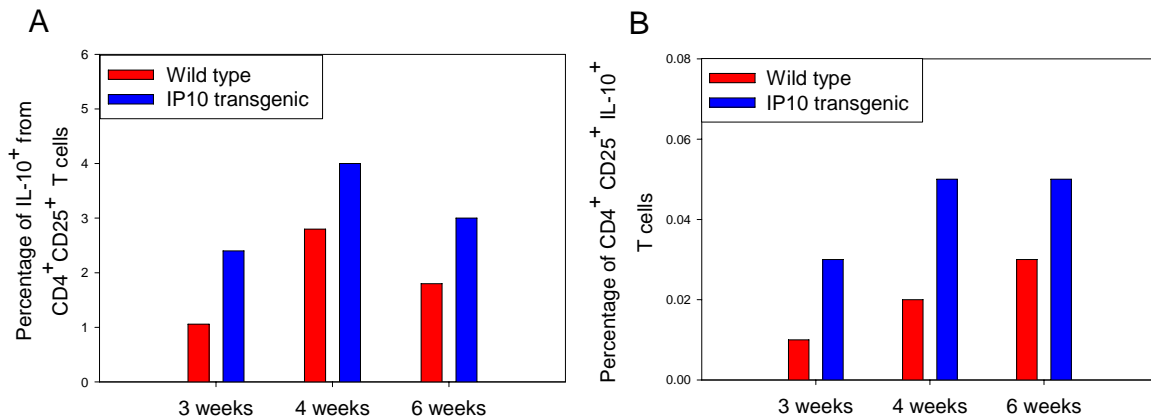 A
Percentage of IL-10⁺ from
CD4⁺CD25⁺ T cells
6
5
4
3
2
1
0
Wild type
IP10 transgenic
3 weeks 4 weeks 6 weeks
B
Percentage of CD4⁺ CD25⁺ IL-10⁺
T cells
0.08
0.06
0.04
0.02
0.00
Wild type
IP10 transgenic
3 weeks 4 weeks 6 weeks